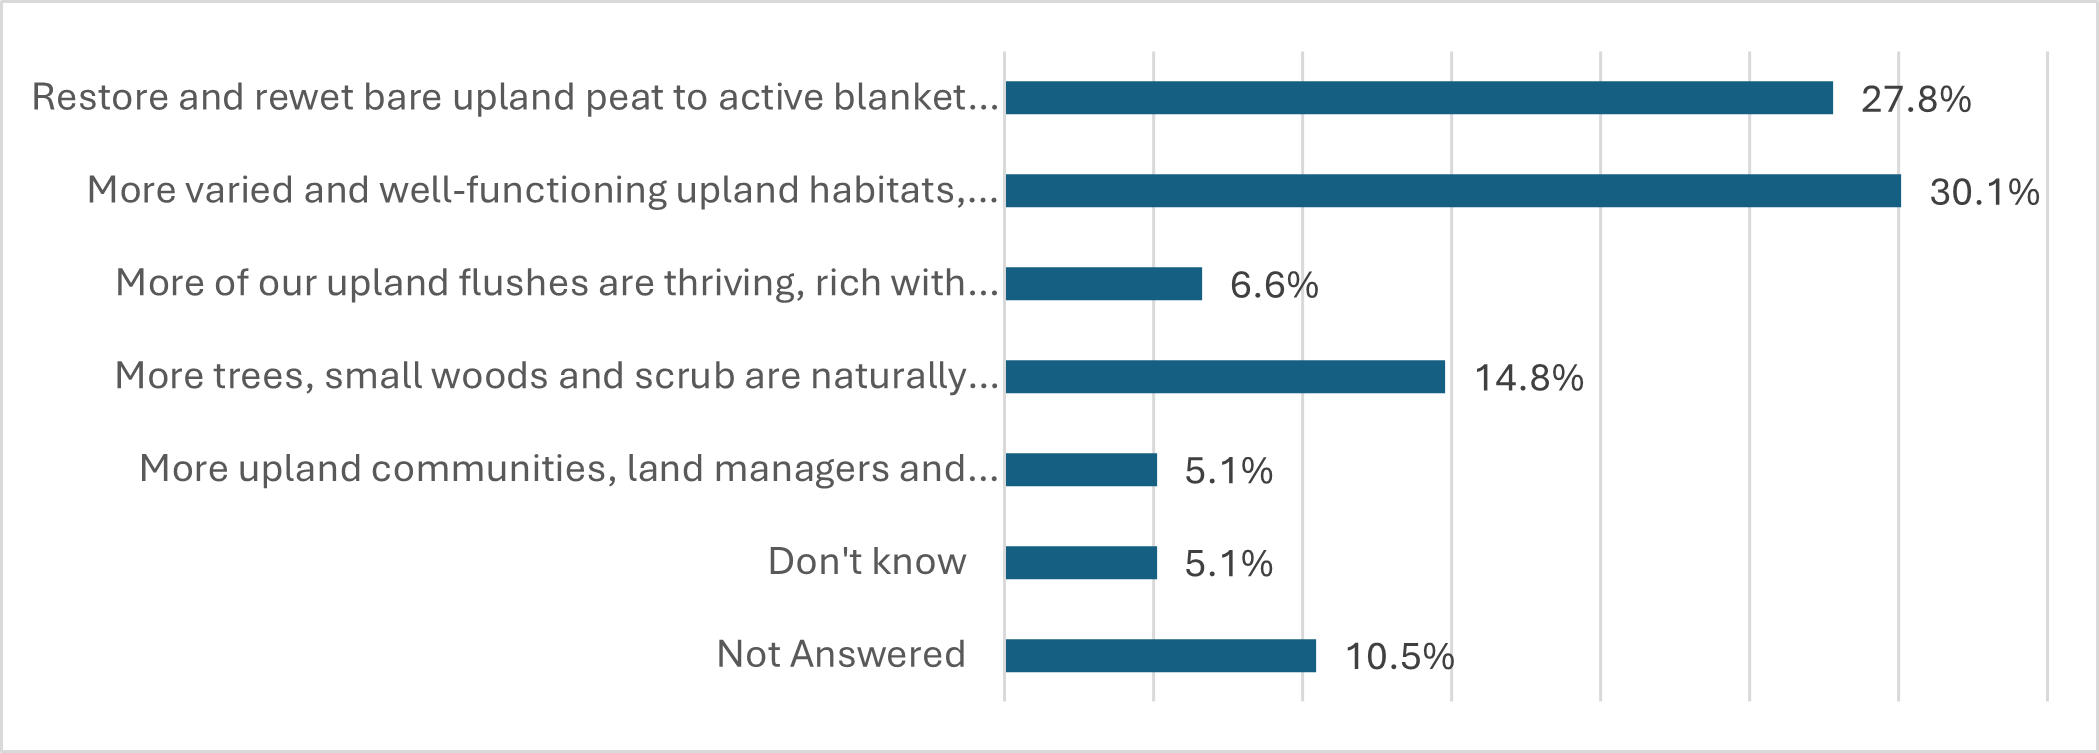 Restore and rewet bare upland peat to active blanket... 27.8%
More varied and well-functioning upland habitats,... 30.1%
More of our upland flushes are thriving, rich with... 6.6%
More trees, small woods and scrub are naturally... 14.8%
More upland communities, land managers and... 5.1%
Don't know 5.1%
Not Answered 10.5%